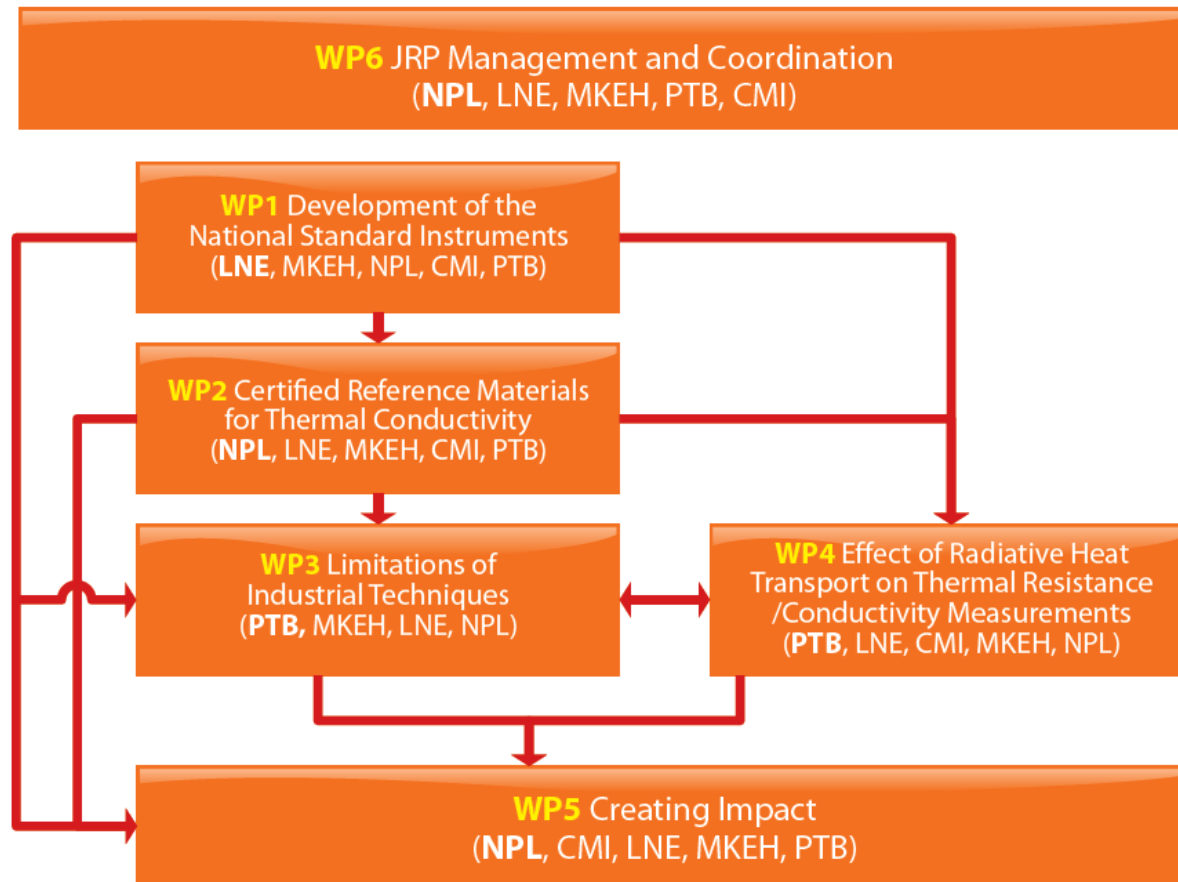 WP6 JRP Management and Coordination
(NPL, LNE, MKEH, PTB, CMI)
WP1 Development of the
National Standard Instruments
(LNE, MKEH, NPL, CMI, PTB)
WP2 Certified Reference Materials
for Thermal Conductivity
(NPL, LNE, MKEH, CMI, PTB)
WP3 Limitations of
Industrial Techniques
(PTB, MKEH, LNE, NPL)
WP4 Effect of Radiative Heat
Transport on Thermal Resistance
/Conductivity Measurements
(PTB, LNE, CMI, MKEH, NPL)
WP5 Creating Impact
(NPL, CMI, LNE, MKEH, PTB)